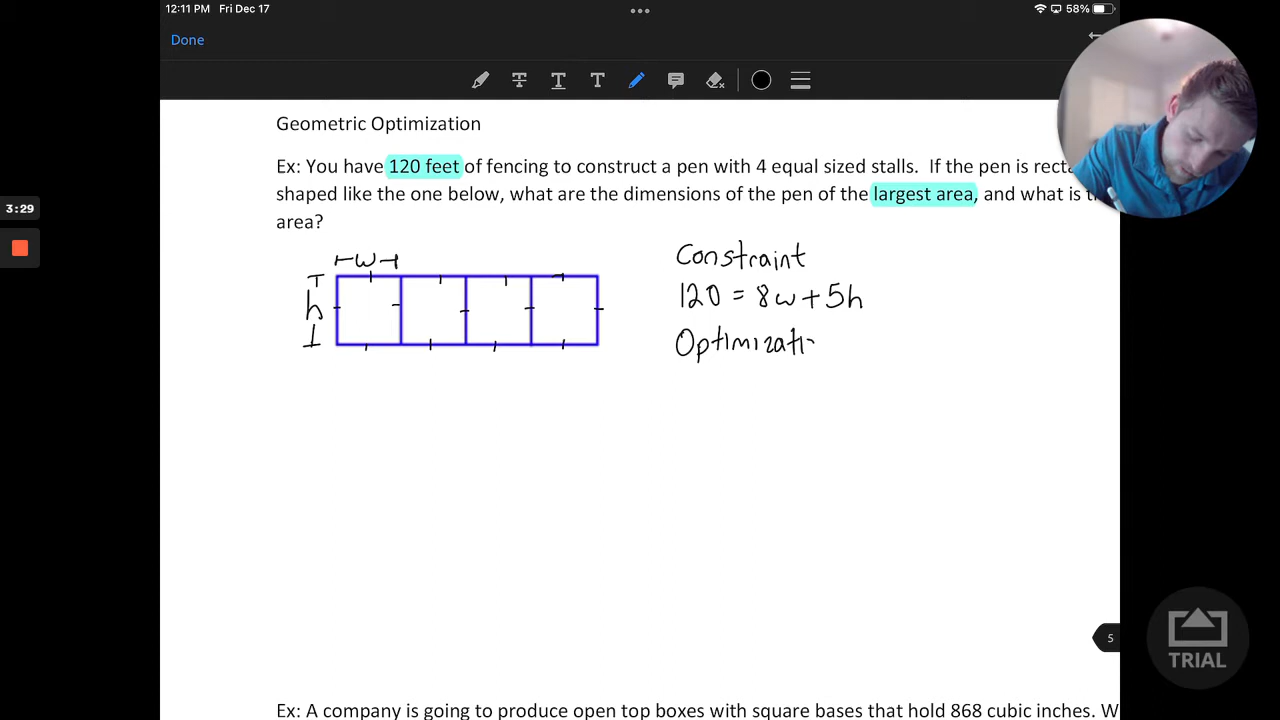 12:11 PM Fri Dec 17
58%
Done
T T T
3:29
Geometric Optimization
Ex: You have 120 feet of fencing to construct a pen with 4 equal sized stalls. If the pen is
shaped like the one below, what are the dimensions of the pen of the largest area, and what is
area?
w
h
Constraint
120 = 8w + 5h
Optimizati
5
TRIAL
Ex: A company is going to produce open top boxes with square bases that hold 868 cubic inches. W